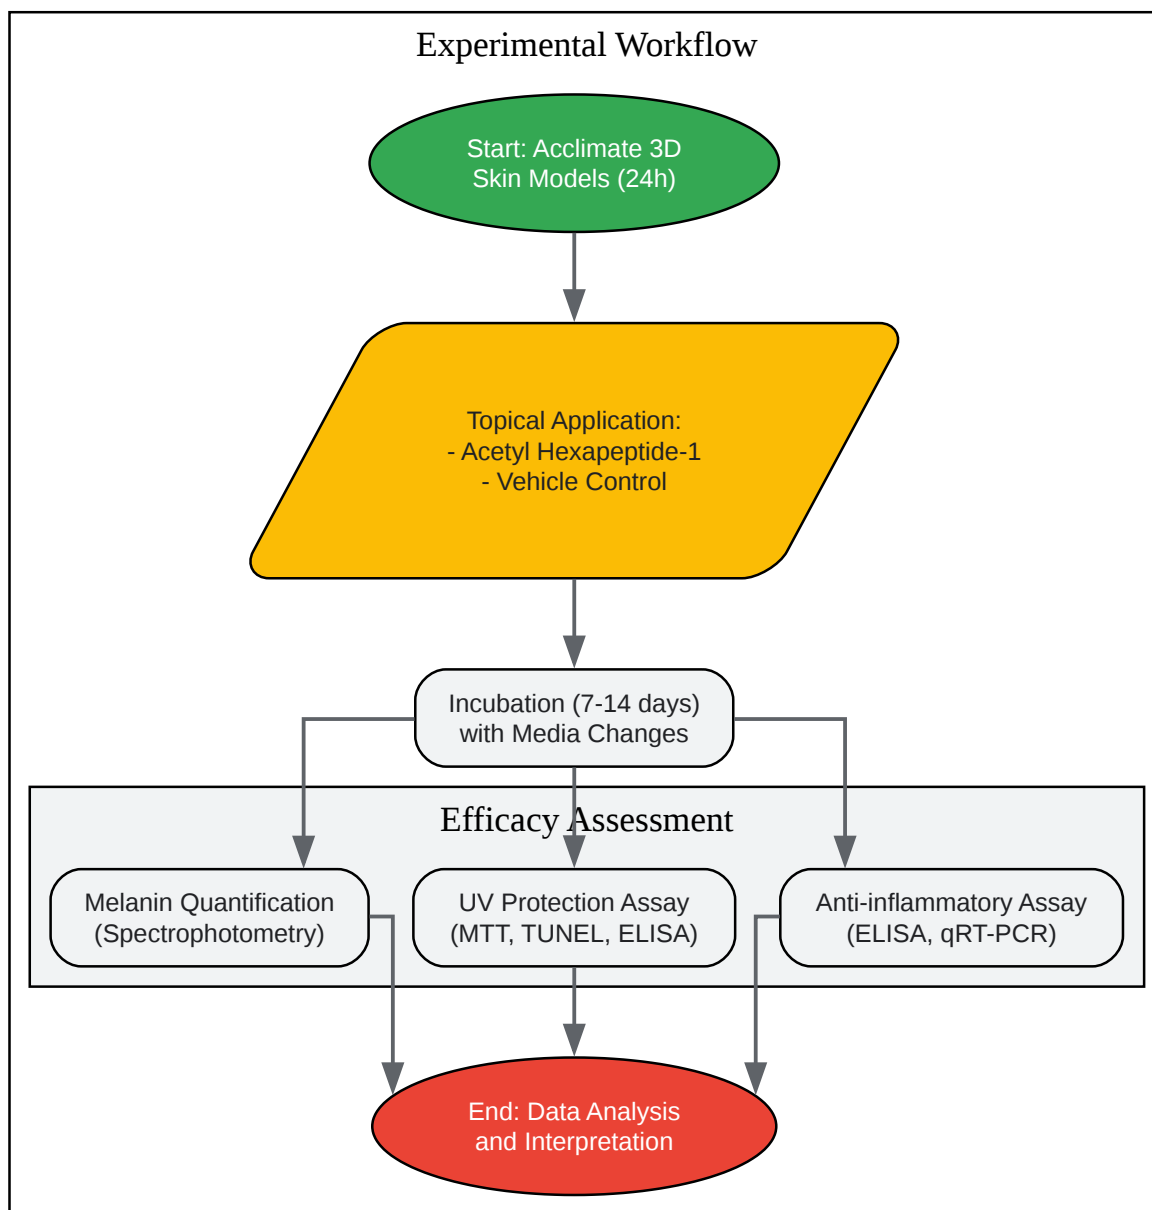 Experimental Workflow
Start: Acclimate 3D
Skin Models (24h)
Topical Application:
- Acetyl Hexapeptide-1
- Vehicle Control
Incubation (7-14 days)
with Media Changes
Efficacy Assessment
Melanin Quantification
(Spectrophotometry)
UV Protection Assay
(MTT, TUNEL, ELISA)
Anti-inflammatory Assay
(ELISA, qRT-PCR)
End: Data Analysis
and Interpretation